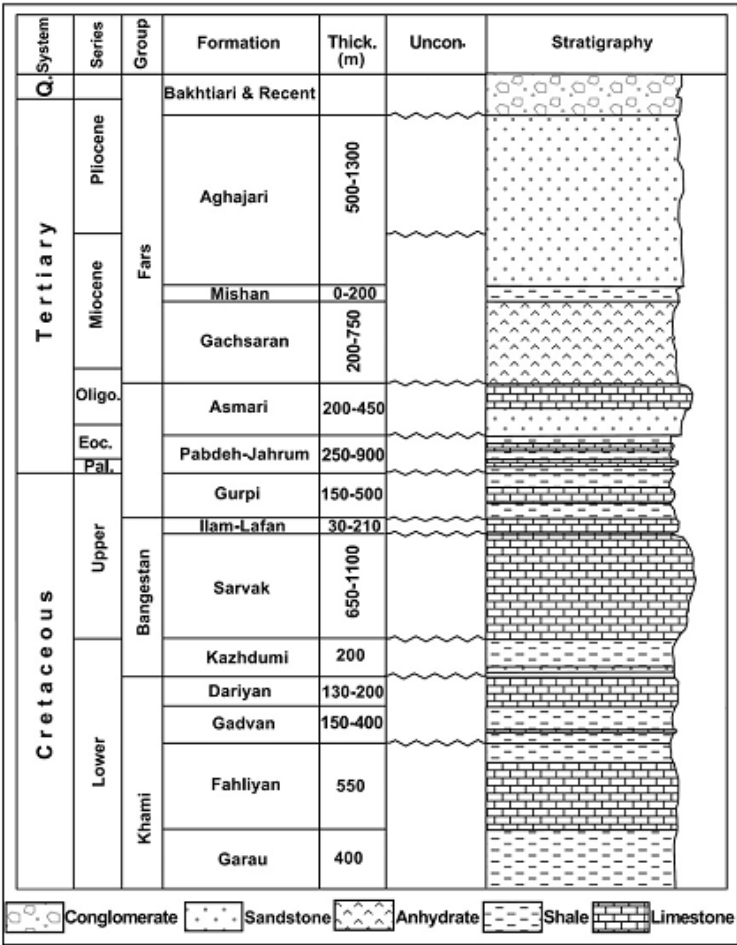 System
Series
Group
Formation
Thick.
(m)
Uncon-
Stratigraphy
Q.
Bakhtiari & Recent
Tertiary
Pliocene
Fars
Aghajari
500-1300
Miocene
Mishan
0-200
Gachsaran
200-750
Oligo.
Asmari
200-450
Eoc.
Pabdeh-Jahrum
250-900
Pal.
Cretaceous
Upper
Gurpi
150-500
Bangestan
Ilam-Lafan
30-210
Sarvak
650-1100
Lower
Kazhdumi
200
Khami
Dariyan
130-200
Gadvan
150-400
Fahliyan
550
Garau
400
Conglomerate
Sandstone
Anhydrate
Shale
Limestone